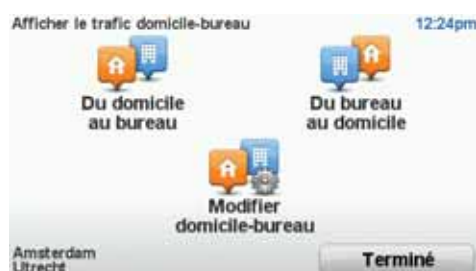 Afficher le trafic domicile-bureau 12:24pm
Du domicile
au bureau
Du bureau
au domicile
Modifier
domicile-bureau
Amsterdam
Utrecht
Terminé